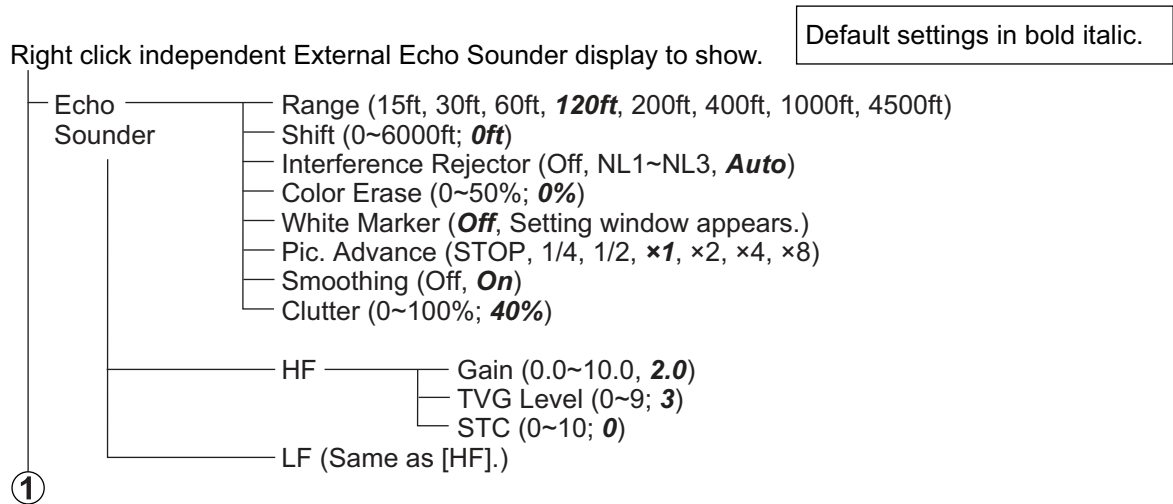 Default settings in bold italic.
Right click independent External Echo Sounder display to show.
Echo Sounder
Range (15ft, 30ft, 60ft, 120ft, 200ft, 400ft, 1000ft, 4500ft)
Shift (0~6000ft; 0ft)
Interference Rejector (Off, NL1~NL3, Auto)
Color Erase (0~50%; 0%)
White Marker (Off, Setting window appears.)
Pic. Advance (STOP, 1/4, 1/2, ×1, ×2, ×4, ×8)
Smoothing (Off, On)
Clutter (0~100%; 40%)
HF
Gain (0.0~10.0, 2.0)
TVG Level (0~9; 3)
STC (0~10; 0)
LF (Same as [HF].)
1